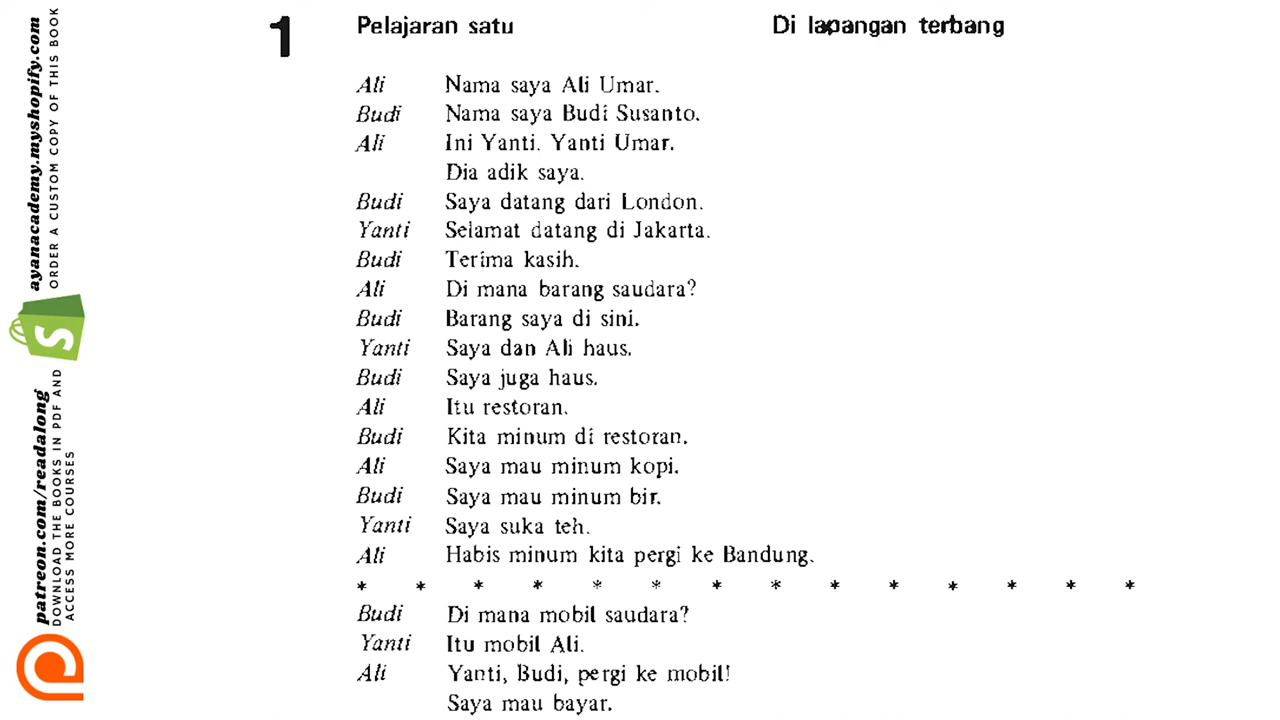 1 Pelajaran satu Di lapangan terbang
Ali Nama saya Ali Umar.
Budi Nama saya Budi Susanto.
Ali Ini Yanti. Yanti Umar.
Dia adik saya.
Budi Saya datang dari London.
Yanti Selamat datang di Jakarta.
Budi Terima kasih.
Ali Di mana barang saudara?
Budi Barang saya di sini.
Yanti Saya dan Ali haus.
Budi Saya juga haus.
Ali Itu restoran.
Budi Kita minum di restoran.
Ali Saya mau minum kopi.
Budi Saya mau minum bir.
Yanti Saya suka teh.
Ali Habis minum kita pergi ke Bandung.
* * * * * * * * * * * * * *
Budi Di mana mobil saudara?
Yanti Itu mobil Ali.
Ali Yanti, Budi, pergi ke mobil!
Saya mau bayar.
ayanacademy.myshopify.com
ORDER A CUSTOM COPY OF THIS BOOK
patreon.com/readalong
DOWNLOAD THE BOOKS IN PDF AND
ACCESS MORE COURSES